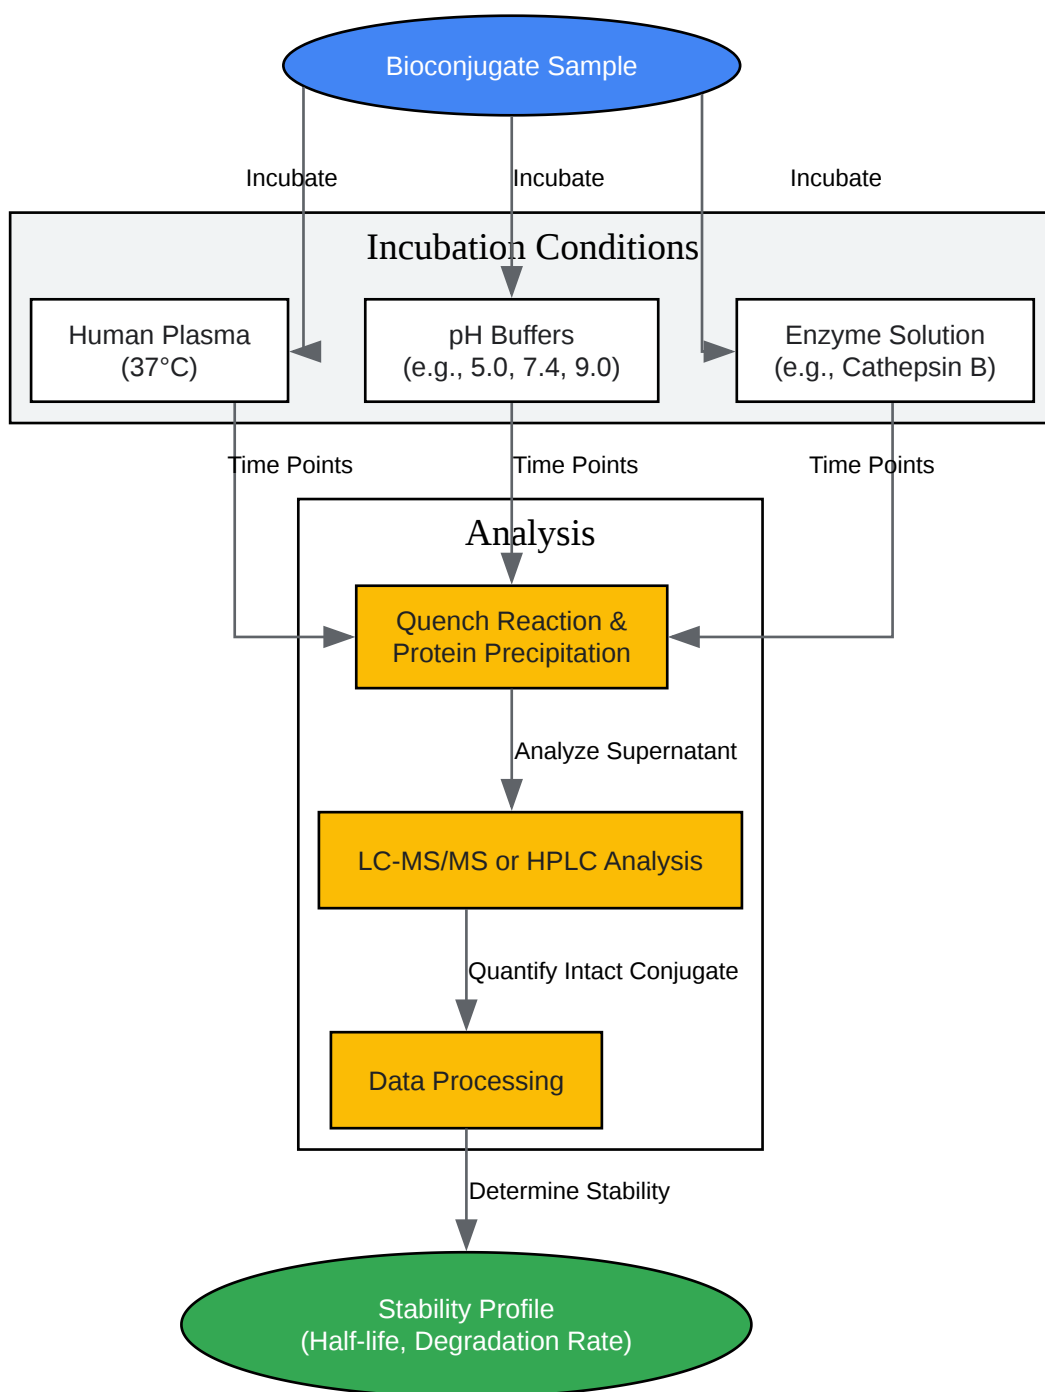 Bioconjugate Sample
Incubate
Incubate
Incubate
Incubation Conditions
Human Plasma
(37°C)
pH Buffers
(e.g., 5.0, 7.4, 9.0)
Enzyme Solution
(e.g., Cathepsin B)
Time Points
Time Points
Time Points
Analysis
Quench Reaction &
Protein Precipitation
Analyze Supernatant
LC-MS/MS or HPLC Analysis
Quantify Intact Conjugate
Data Processing
Determine Stability
Stability Profile
(Half-life, Degradation Rate)